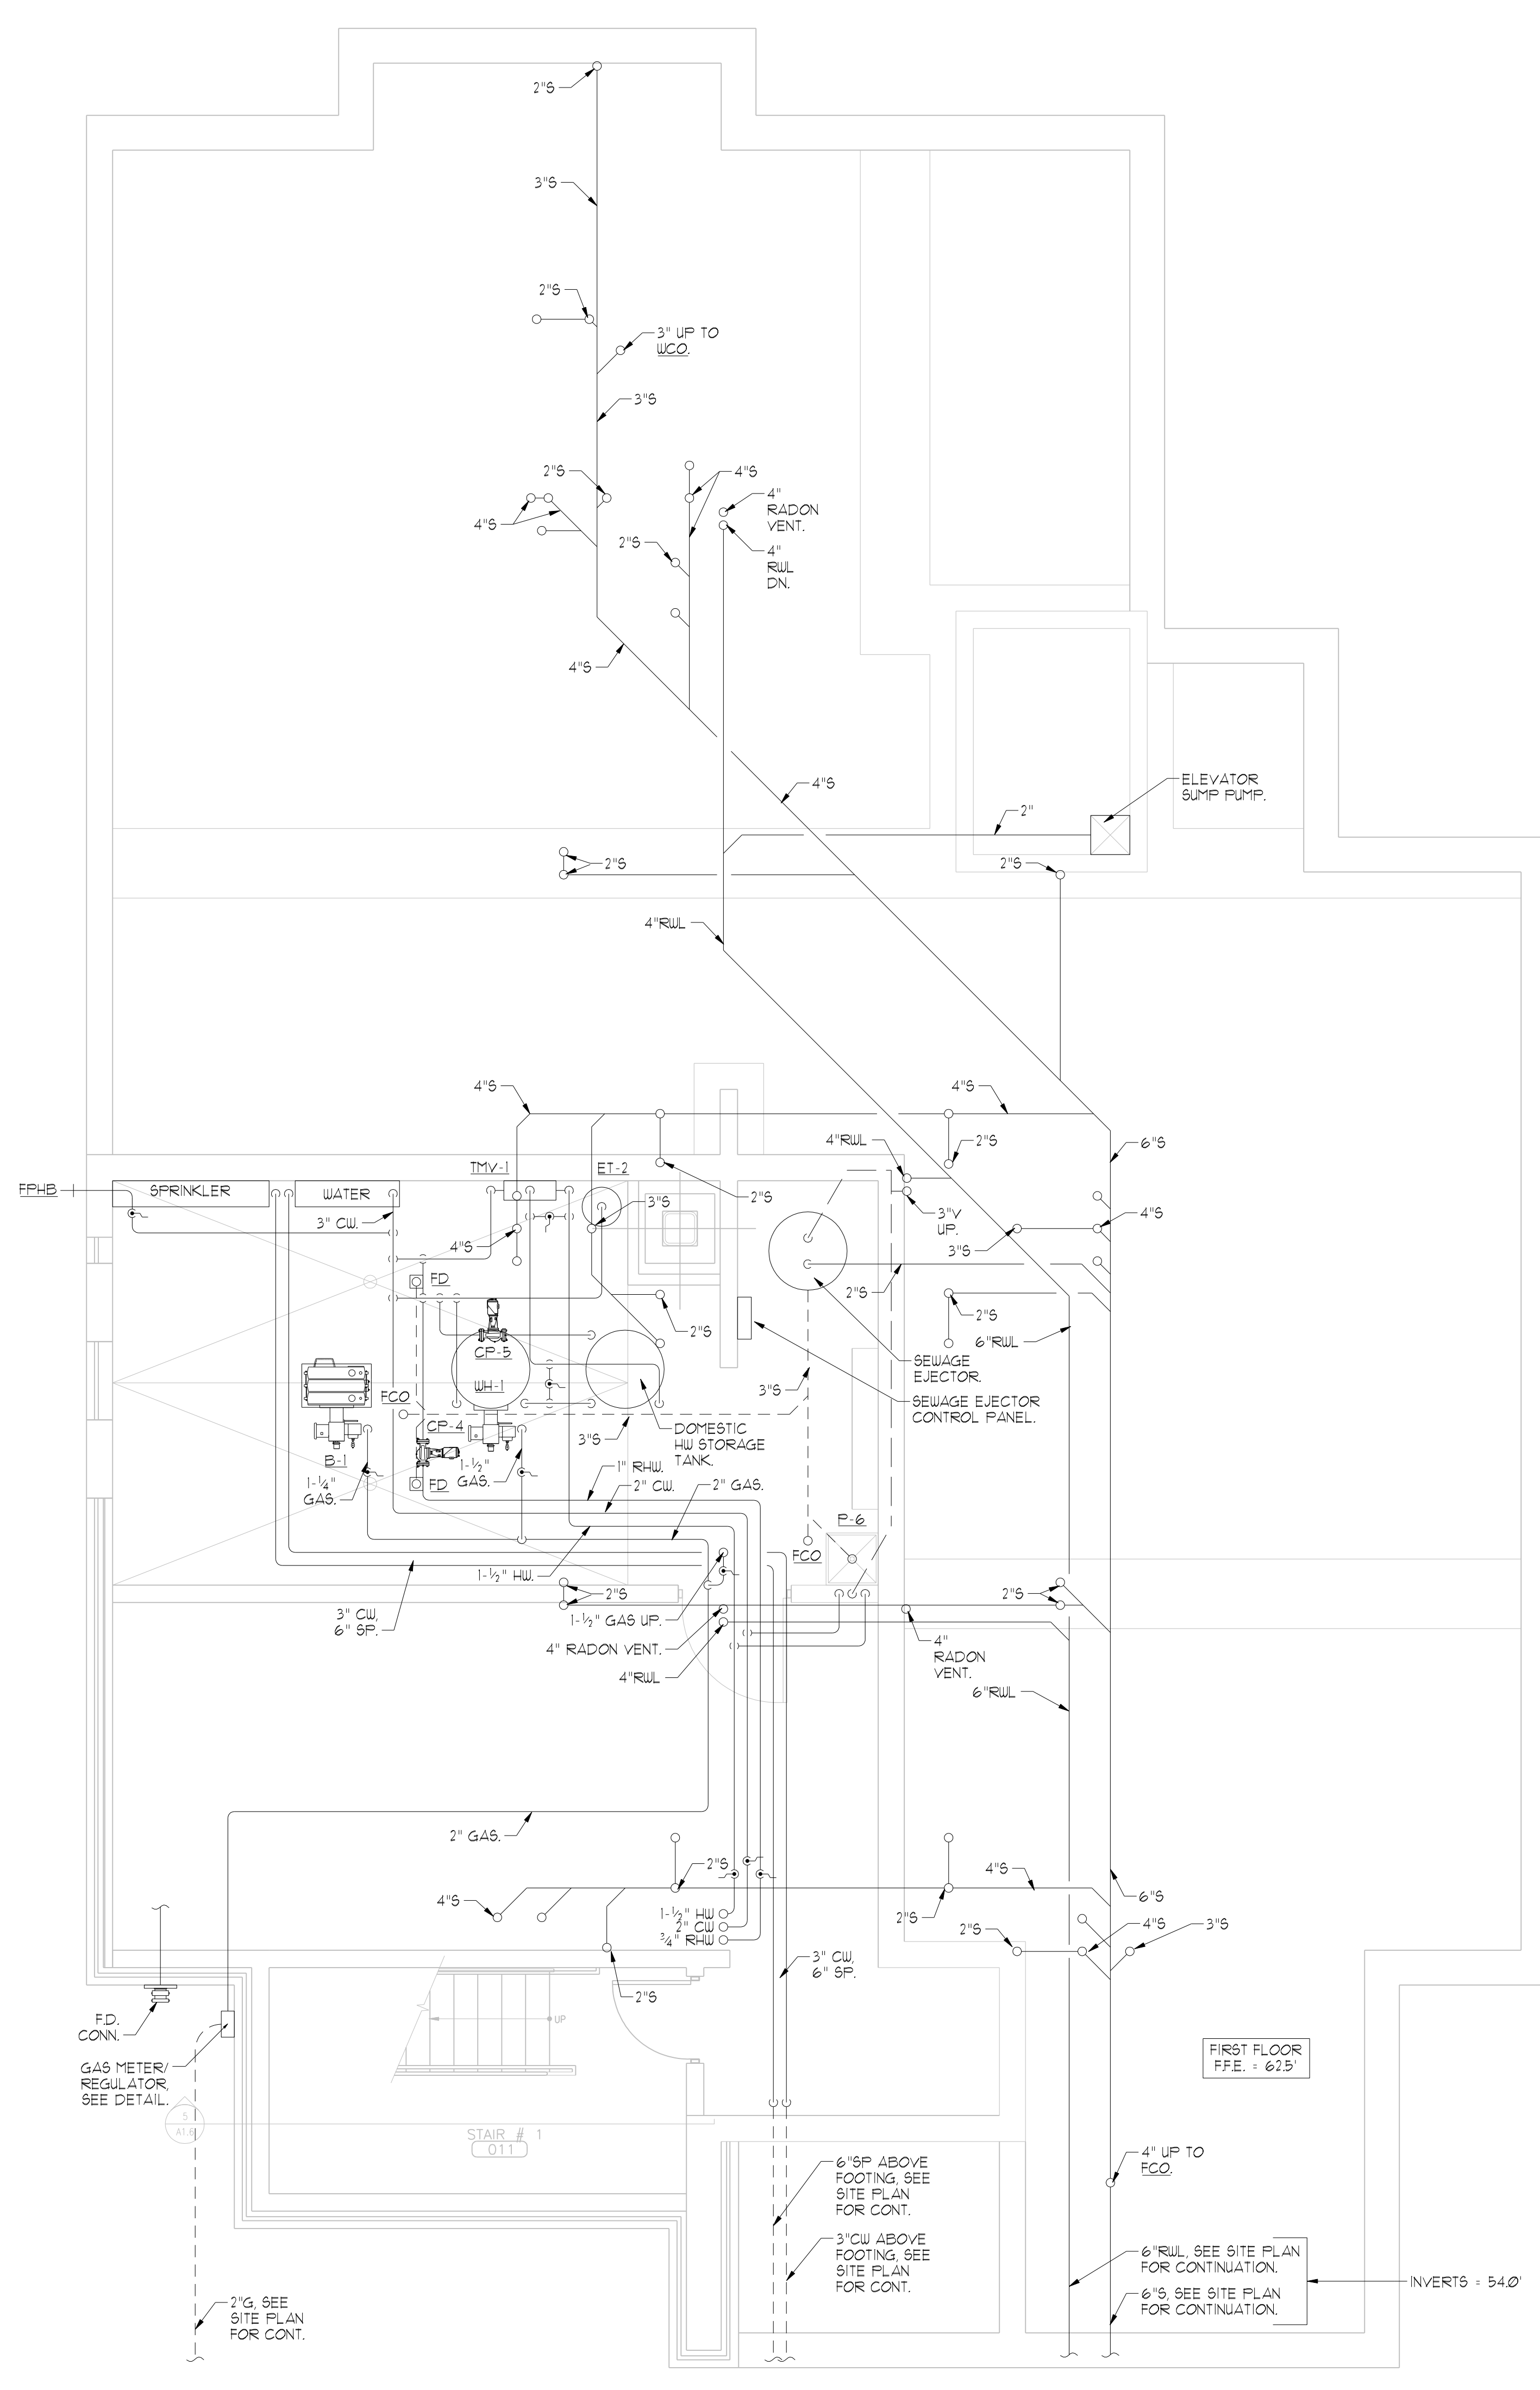 2"S
3"S
2"S
3" UP TO
WCO.
3"S
2"S
4"S
4"S
4"
RADON
VENT.
2"S
4"
RWL
DN.
4"S
4"S
ELEVATOR
SUMP PUMP.
2"
2"S
2"S
4"RWL
4"S
4"S
6"S
4"RWL
2"S
TMV-1
ET-2
FPHB
SPRINKLER
WATER
3" CW.
2"S
3"S
3"V
UP.
4"S
4"S
3"S
FD
2"S
2"S
2"S
6"RWL
CP-5
SEWAGE
EJECTOR.
WH-1
3"S
FCO
SEWAGE EJECTOR
CONTROL PANEL.
CP-4
3"S
DOMESTIC
HW STORAGE
TANK.
B-1
1-1/4"
GAS.
1-1/2"
GAS.
FD
1" RHW.
2" CW.
2" GAS.
P-6
FCO
1-1/2" HW.
2"S
2"S
3" CW,
6" SP.
1-1/2" GAS UP.
4" RADON VENT.
4"RWL
4"
RADON
VENT.
6"RWL
2" GAS.
2"S
4"S
4"S
6"S
2"S
1-1/2" HW
2" CW
3/4" RHW
2"S
4"S
3"S
3" CW,
6" SP.
2"S
UP
F.D.
CONN.
GAS METER/
REGULATOR,
SEE DETAIL.
FIRST FLOOR
F.F.E. = 62.5'
5
A1.6
STAIR # 1
011
4" UP TO
FCO.
6"SP ABOVE
FOOTING, SEE
SITE PLAN
FOR CONT.
3"CW ABOVE
FOOTING, SEE
SITE PLAN
FOR CONT.
6"RWL, SEE SITE PLAN
FOR CONTINUATION.
6"S, SEE SITE PLAN
FOR CONTINUATION.
INVERTS = 54.0'
2"G, SEE
SITE PLAN
FOR CONT.